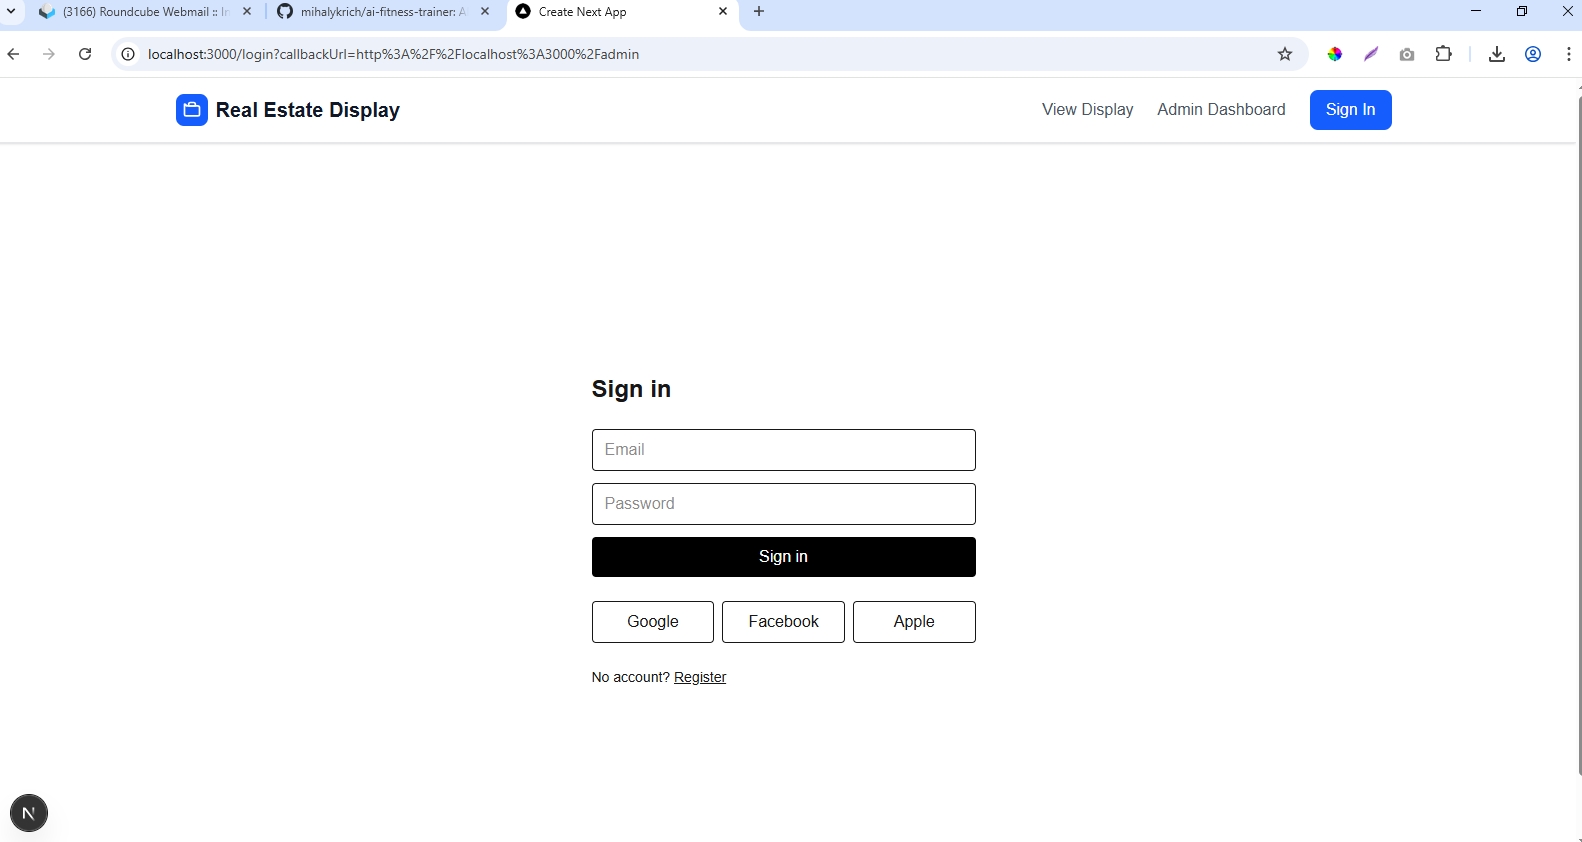 (3166) Roundcube Webmail :: In
mihalykrich/ai-fitness-trainer: A
Create Next App
localhost:3000/login?callbackUrl=http%3A%2F%2Flocalhost%3A3000%2Fadmin
Real Estate Display
View Display
Admin Dashboard
Sign In
Sign in
Email
Password
Sign in
Google
Facebook
Apple
No account? Register
N